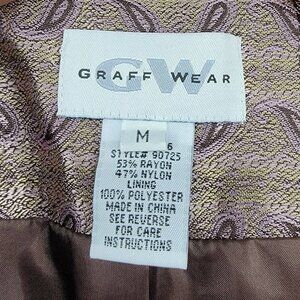 GW
GRAFF WEAR
M
6
STYLE# 90725
53% RAYON
47% NYLON
LINING
100% POLYESTER
MADE IN CHINA
SEE REVERSE
FOR CARE
INSTRUCTIONS